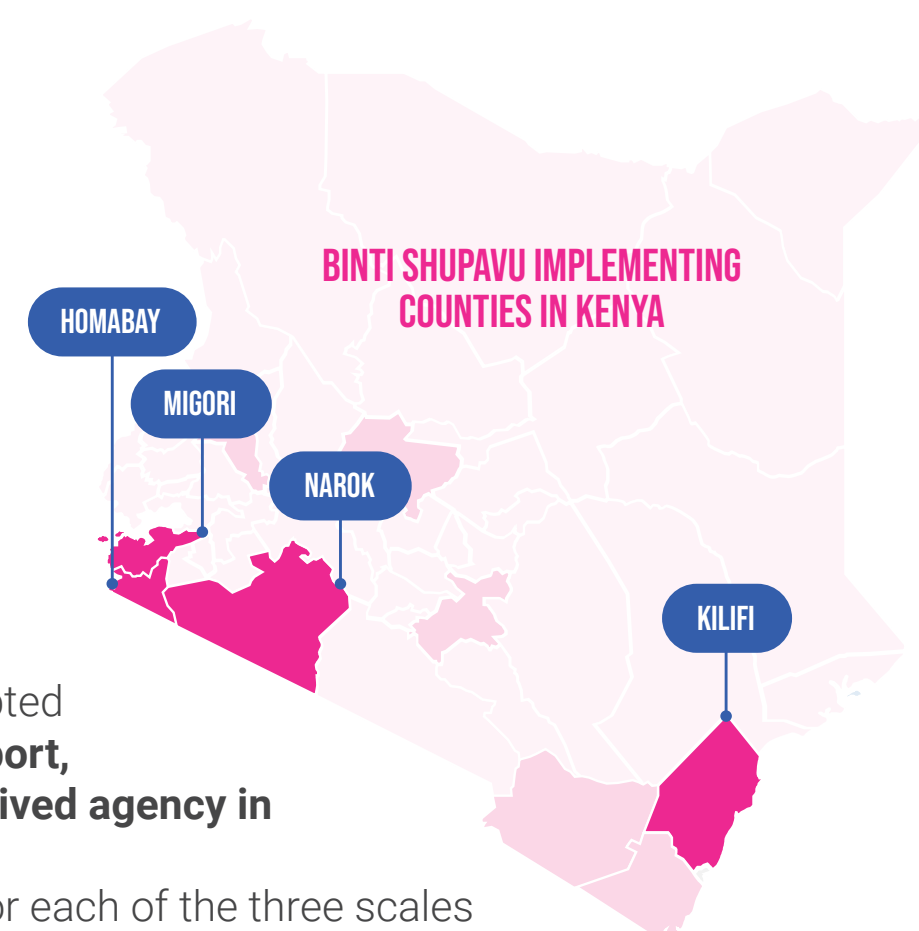 BINTI SHUPAVU IMPLEMENTING
COUNTIES IN KENYA
HOMABAY
MIGORI
NAROK
KILIFI
port,
ived agency in
or each of the three scales